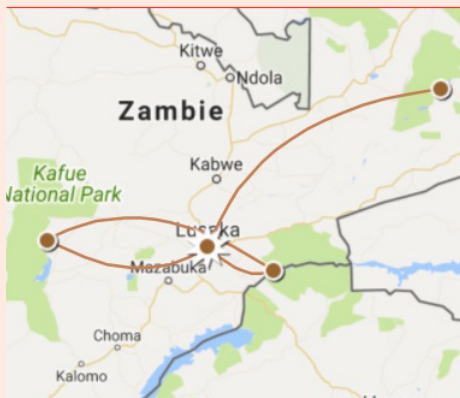 Kitwe
Ndola
Zambie
Kabwe
Kafue
National Park
Lusaka
Mazabuka
Choma
Kalomo